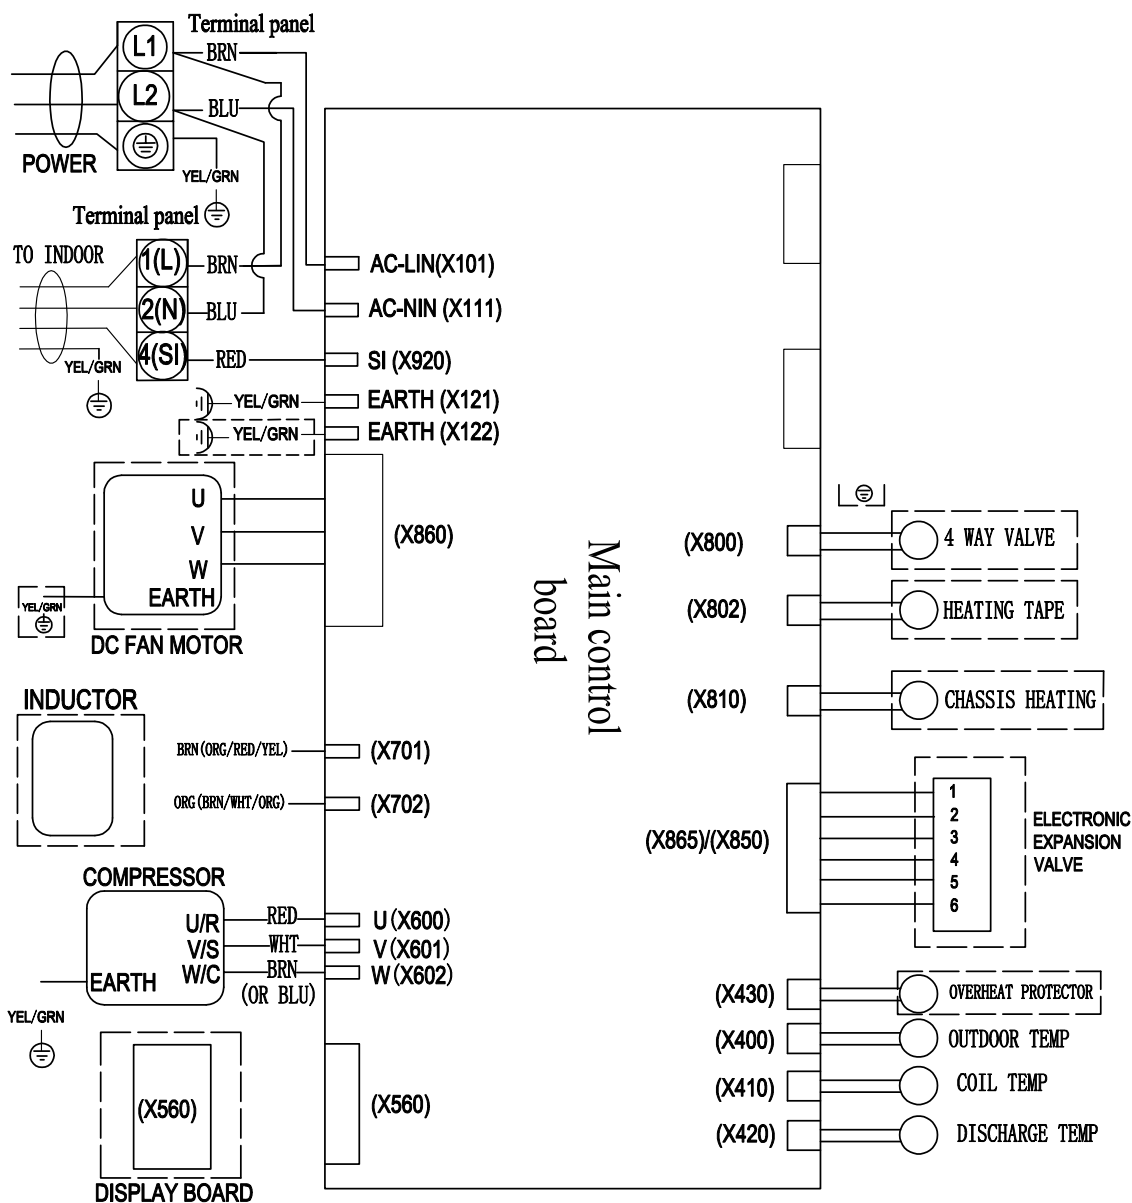 Terminal panel
L1
BRN
L2
BLU
POWER
YEL/GRN
Terminal panel
TO INDOOR
1(L)
BRN
2(N)
BLU
4(SI)
RED
YEL/GRN
AC-LIN(X101)
AC-NIN (X111)
SI (X920)
YEL/GRN
EARTH (X121)
YEL/GRN
EARTH (X122)
U
V
W
EARTH
YEL/GRN
DC FAN MOTOR
(X860)
Main control
board
INDUCTOR
BRN(ORG/RED/YEL)
(X701)
ORG(BRN/WHT/ORG)
(X702)
COMPRESSOR
U/R
RED
U(X600)
V/S
WHT
V(X601)
W/C
BRN
(OR BLU)
W(X602)
EARTH
YEL/GRN
(X560)
DISPLAY BOARD
(X560)
(X800)
4 WAY VALVE
(X802)
HEATING TAPE
(X810)
CHASSIS HEATING
(X865)/(X850)
1
2
3
4
5
6
ELECTRONIC
EXPANSION
VALVE
(X430)
OVERHEAT PROTECTOR
(X400)
OUTDOOR TEMP
(X410)
COIL TEMP
(X420)
DISCHARGE TEMP